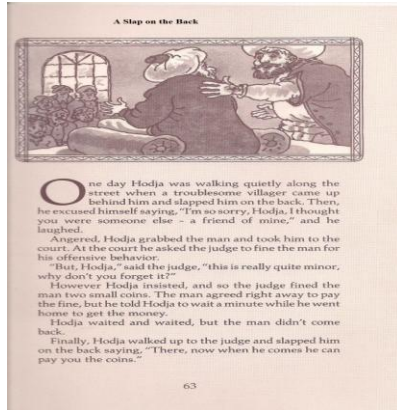 A Slap on the Back
One day Hodja was walking quietly along the
street when a troublesome villager came up
behind him and slapped him on the back. Then,
he excused himself saying, "I'm so sorry, Hodja, I thought
you were someone else - a friend of mine," and he
laughed.
Angered, Hodja grabbed the man and took him to the
court. At the court he asked the judge to fine the man for
his offensive behavior.
"But, Hodja," said the judge, "this is really quite minor,
why don't you forget it?"
However Hodja insisted, and so the judge fined the
man two small coins. The man agreed right away to pay
the fine, but he told Hodja to wait a minute while he went
home to get the money.
Hodja waited and waited, but the man didn't come
back.
Finally, Hodja walked up to the judge and slapped him
on the back saying, "There, now when he comes he can
pay you the coins."
63